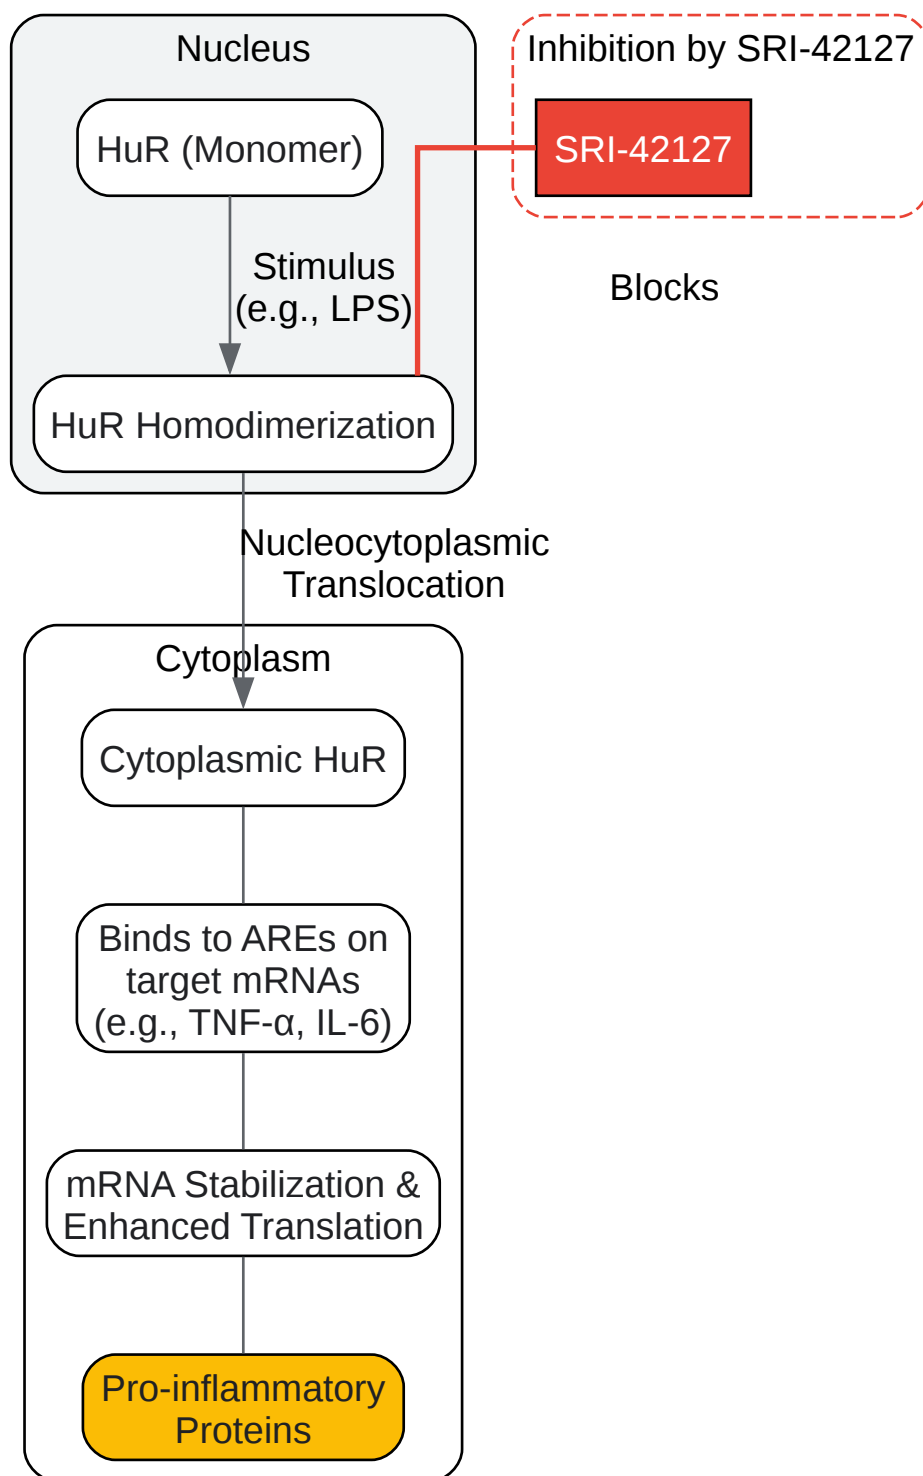 Nucleus
Inhibition by SRI-42127
HuR (Monomer)
SRI-42127
Stimulus
(e.g., LPS)
Blocks
HuR Homodimerization
Nucleocytoplasmic
Translocation
Cytoplasm
Cytoplasmic HuR
Binds to AREs on
target mRNAs
(e.g., TNF-α, IL-6)
mRNA Stabilization &
Enhanced Translation
Pro-inflammatory
Proteins